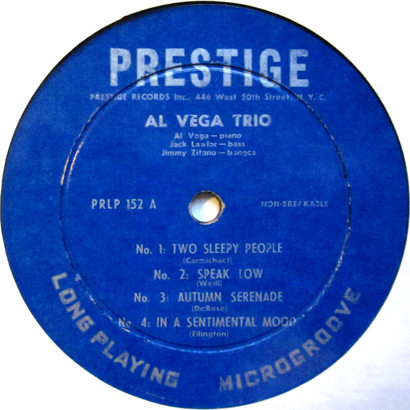 PRESTIGE
PRESTIGE RECORDS Inc., 446 West 50th Street, N. Y. C.
AL VEGA TRIO
Al Vega—piano
Jack Lawlor—bass
Jimmy Zitano—bongos
PRLP 152 A
NON-BREAKABLE
No. 1: TWO SLEEPY PEOPLE
(Carmichael)
No. 2: SPEAK LOW
(Weill)
No. 3: AUTUMN SERENADE
(DeRose)
No. 4: IN A SENTIMENTAL MOOD
(Ellington)
LONG PLAYING MICROGROOVE